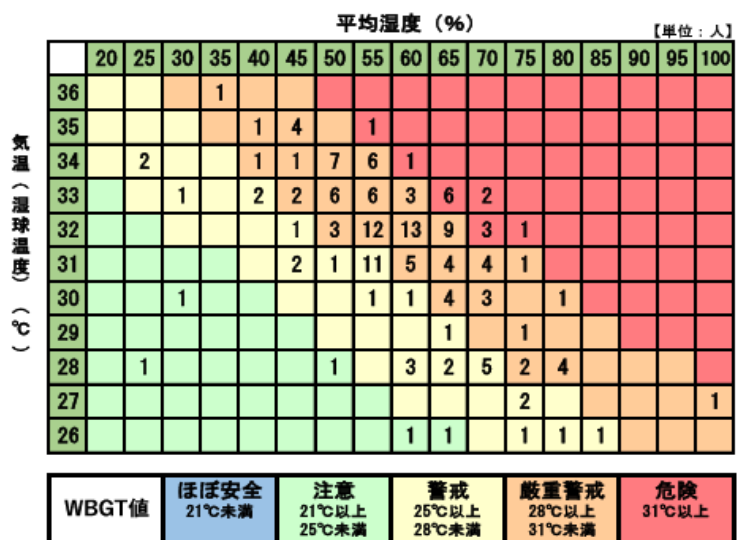 平均湿度（％）
【単位：人】
20 25 30 35 40 45 50 55 60 65 70 75 80 85 90 95 100
気温（湿球温度）（℃）
36 1
35 1 4 1
34 2 1 1 7 6 1
33 1 2 2 6 6 3 6 2
32 1 3 12 13 9 3 1
31 2 1 11 5 4 4 1
30 1 1 1 4 3 1
29 1 1
28 1 1 3 2 5 2 4
27 2 1
26 1 1 1 1 1
WBGT値 ほぼ安全 注意 警戒 厳重警戒 危険
21℃未満 21℃以上 25℃以上 28℃以上 31℃以上
25℃未満 28℃未満 31℃未満